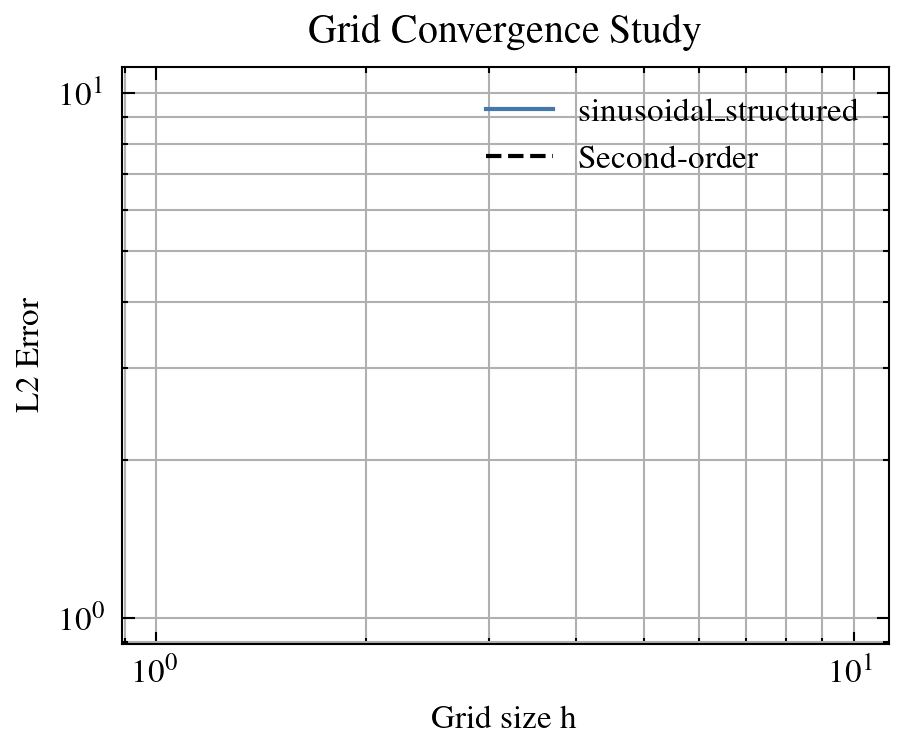 Grid Convergence Study
10¹
sinusoidal_structured
Second-order
L2 Error
10⁰
10⁰ 10¹
Grid size h